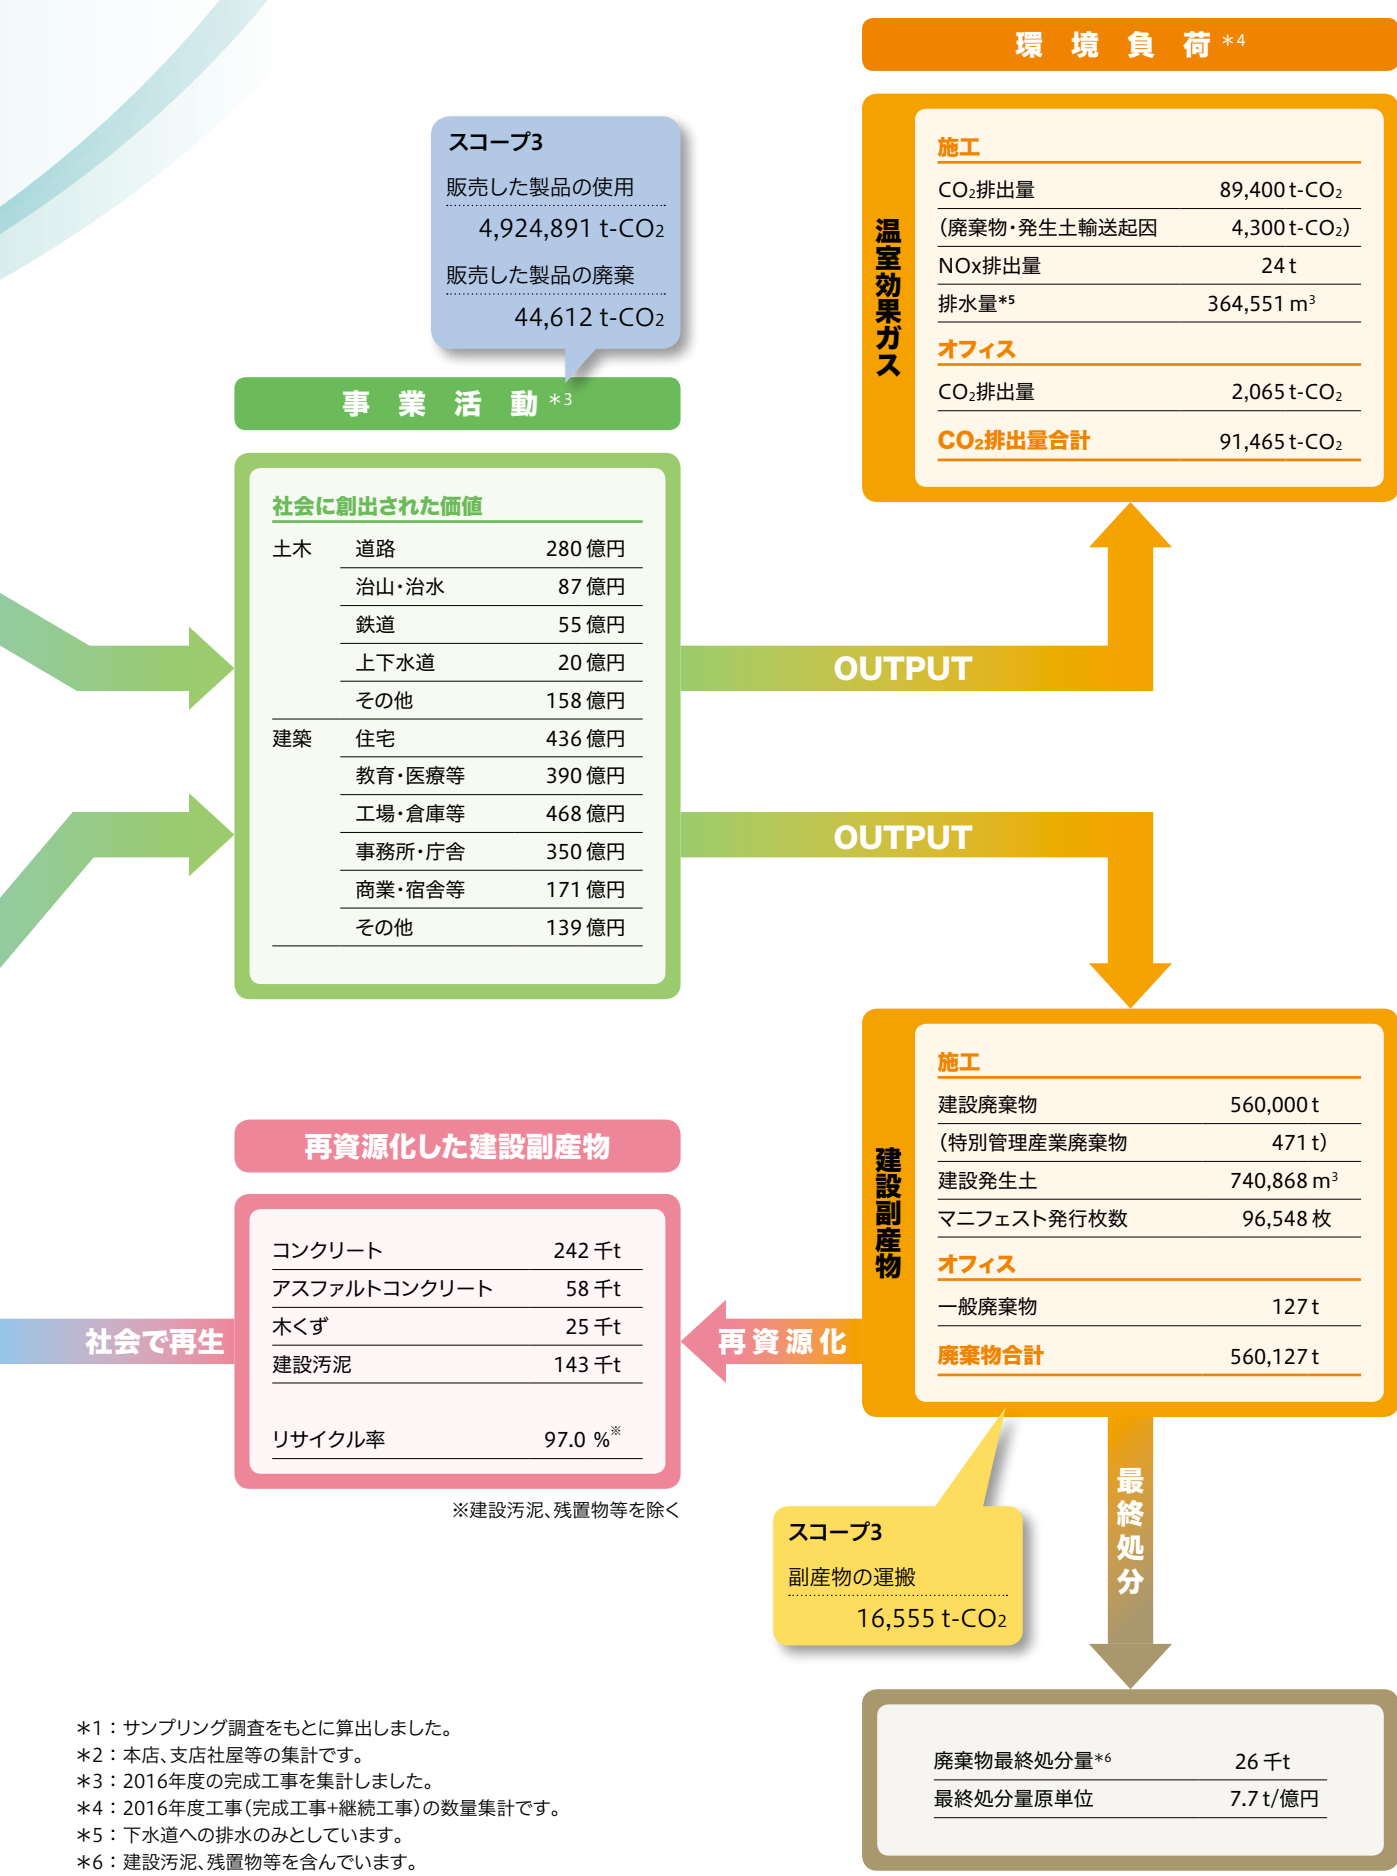 環境負荷＊4
温室効果ガス
施工
CO2排出量 89,400 t-CO2
（廃棄物・発生土輸送起因 4,300 t-CO2）
NOx排出量 24 t
排水量＊5 364,551 m3
オフィス
CO2排出量 2,065 t-CO2
CO2排出量合計 91,465 t-CO2
スコープ3
販売した製品の使用
4,924,891 t-CO2
販売した製品の廃棄
44,612 t-CO2
事業活動＊3
社会に創出された価値
土木 道路 280 億円
治山・治水 87 億円
鉄道 55 億円
上下水道 20 億円
その他 158 億円
建築 住宅 436 億円
教育・医療等 390 億円
工場・倉庫等 468 億円
事務所・庁舎 350 億円
商業・宿舎等 171 億円
その他 139 億円
OUTPUT
OUTPUT
建設副産物
施工
建設廃棄物 560,000 t
（特別管理産業廃棄物 471 t）
建設発生土 740,868 m3
マニフェスト発行枚数 96,548 枚
オフィス
一般廃棄物 127 t
廃棄物合計 560,127 t
再資源化
再資源化した建設副産物
コンクリート 242 千t
アスファルトコンクリート 58 千t
木くず 25 千t
建設汚泥 143 千t
リサイクル率 97.0 %※
※建設汚泥、残置物等を除く
社会で再生
スコープ3
副産物の運搬
16,555 t-CO2
最終処分
廃棄物最終処分量＊6 26 千t
最終処分量原単位 7.7 t/億円
＊1：サンプリング調査をもとに算出しました。
＊2：本店、支店社屋等の集計です。
＊3：2016年度の完成工事を集計しました。
＊4：2016年度工事（完成工事+継続工事）の数量集計です。
＊5：下水道への排水のみとしています。
＊6：建設汚泥、残置物等を含んでいます。